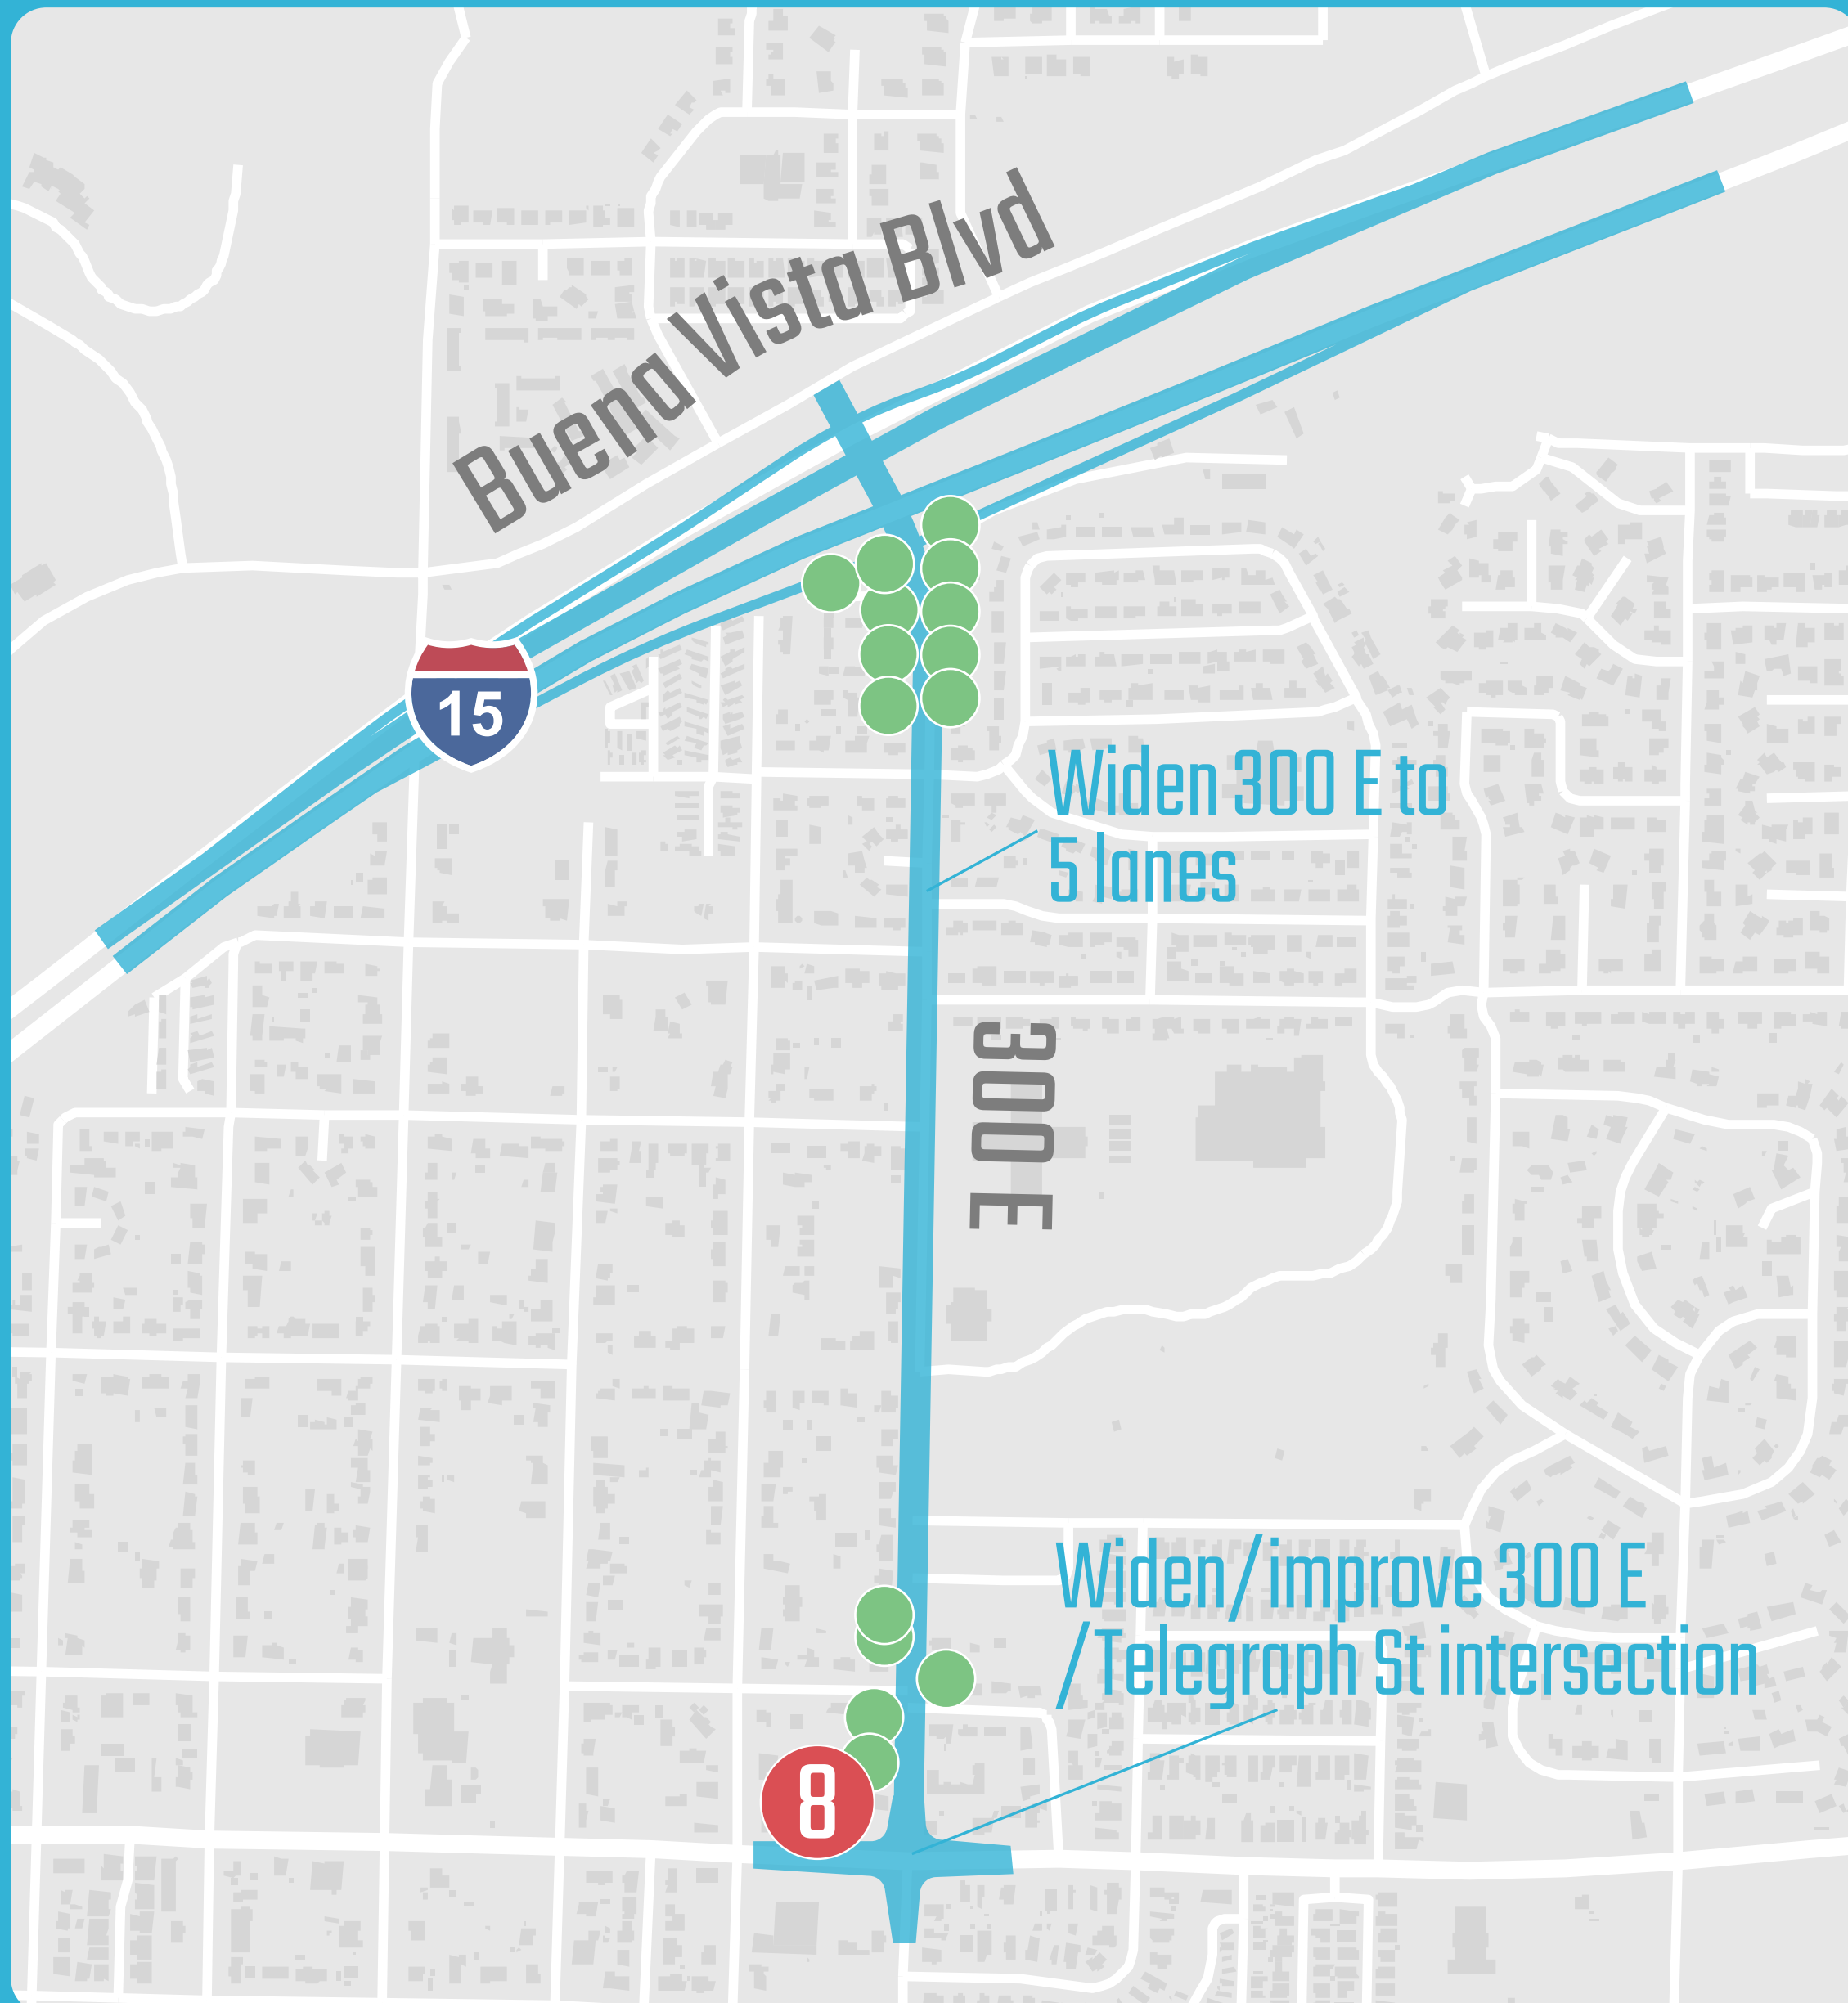 Buena Vista Blvd
15
Widen 300 E to
5 lanes
300 E
Widen/improve 300 E
/Telegraph St intersection
8